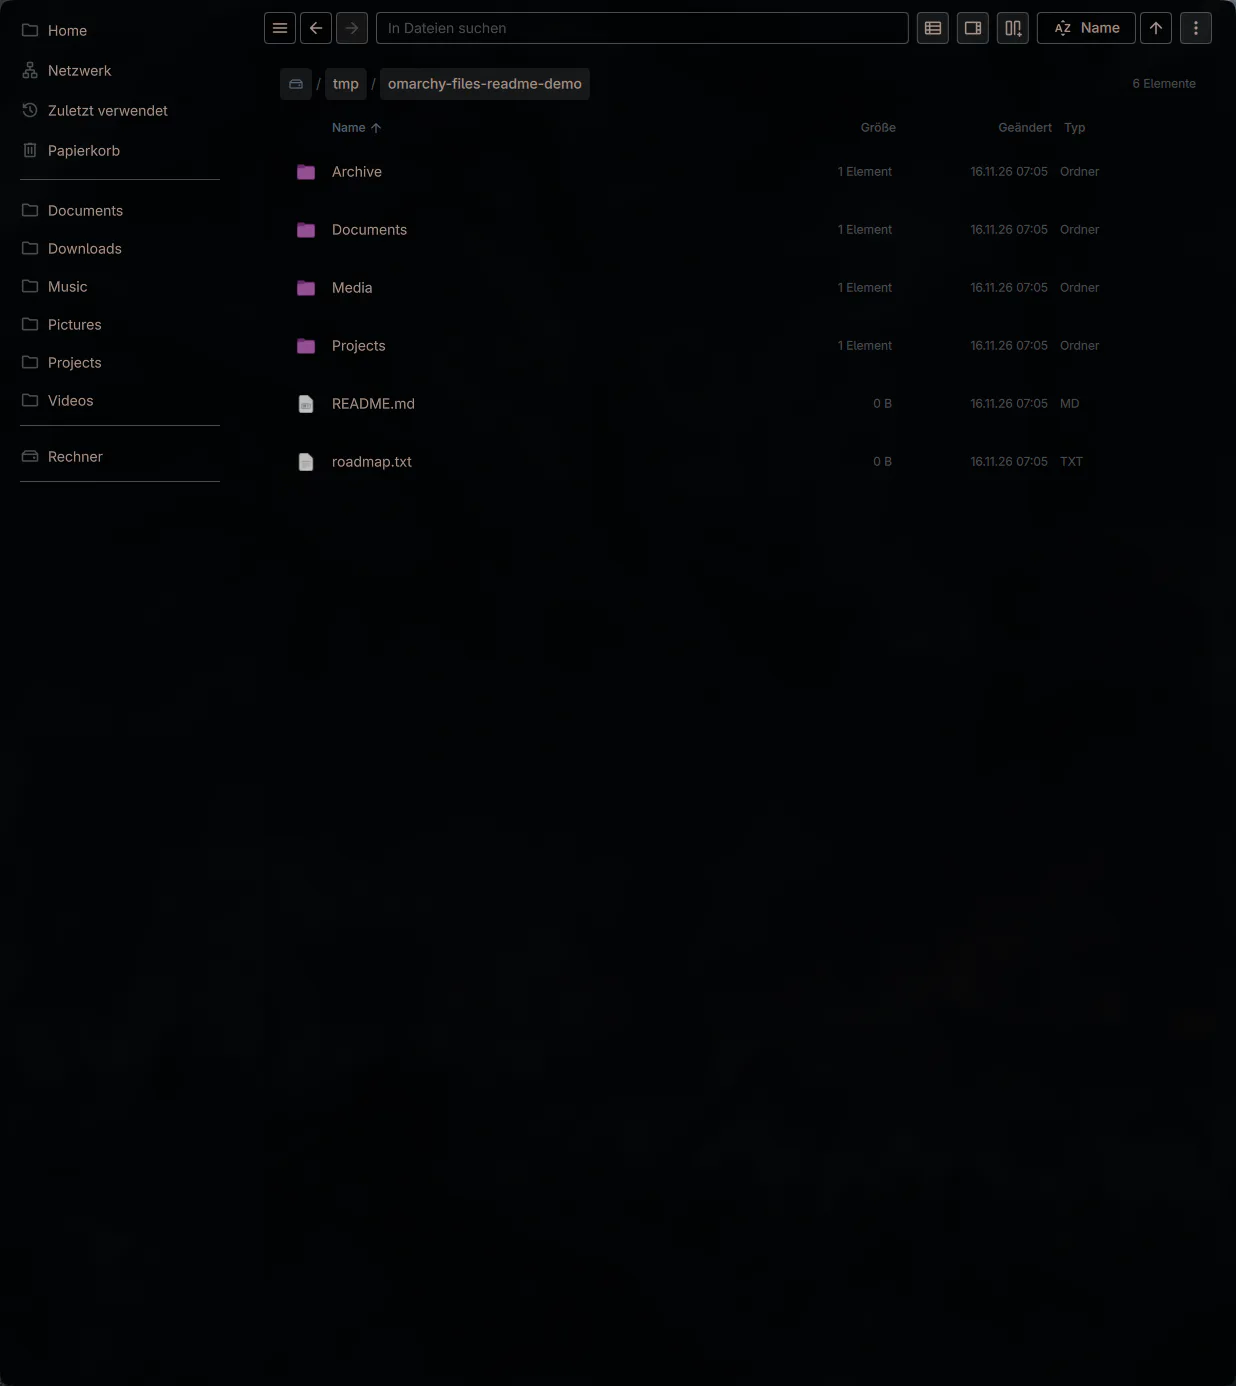 Home
Netzwerk
Zuletzt verwendet
Papierkorb
Documents
Downloads
Music
Pictures
Projects
Videos
Rechner
In Dateien suchen
AZ Name
/ tmp / omarchy-files-readme-demo
6 Elemente
Name Größe Geändert Typ
Archive 1 Element 16.11.26 07:05 Ordner
Documents 1 Element 16.11.26 07:05 Ordner
Media 1 Element 16.11.26 07:05 Ordner
Projects 1 Element 16.11.26 07:05 Ordner
README.md 0 B 16.11.26 07:05 MD
roadmap.txt 0 B 16.11.26 07:05 TXT